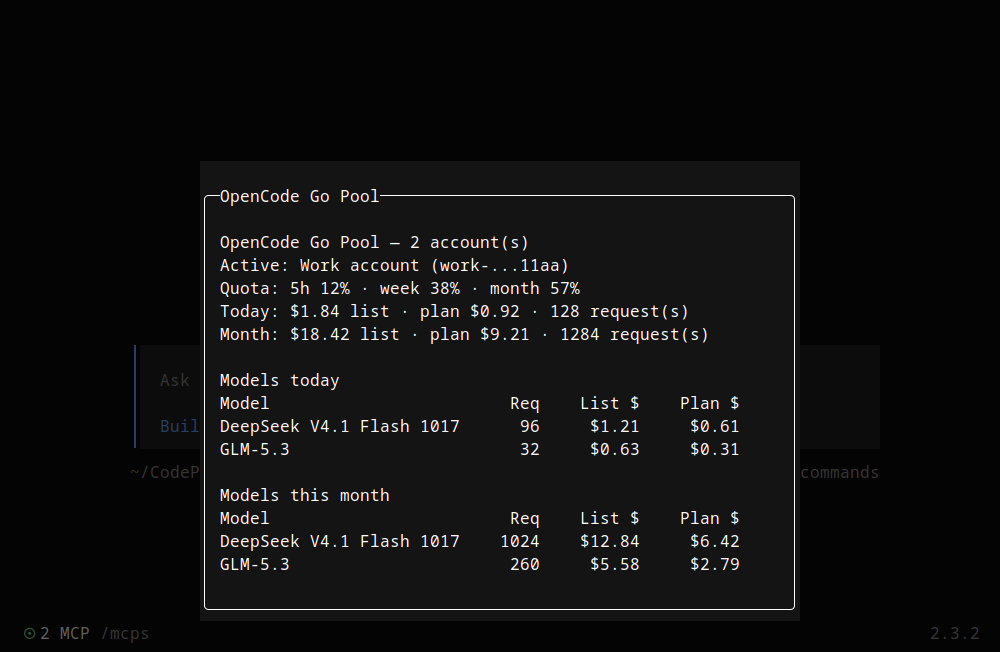 OpenCode Go Pool
OpenCode Go Pool — 2 account(s)
Active: Work account (work-...11aa)
Quota: 5h 12% · week 38% · month 57%
Today: $1.84 list · plan $0.92 · 128 request(s)
Month: $18.42 list · plan $9.21 · 1284 request(s)
Models today
Model Req List $ Plan $
DeepSeek V4.1 Flash 1017 96 $1.21 $0.61
GLM-5.3 32 $0.63 $0.31
Models this month
Model Req List $ Plan $
DeepSeek V4.1 Flash 1017 1024 $12.84 $6.42
GLM-5.3 260 $5.58 $2.79
Ask
Buil
~/CodeP commands
2 MCP /mcps 2.3.2